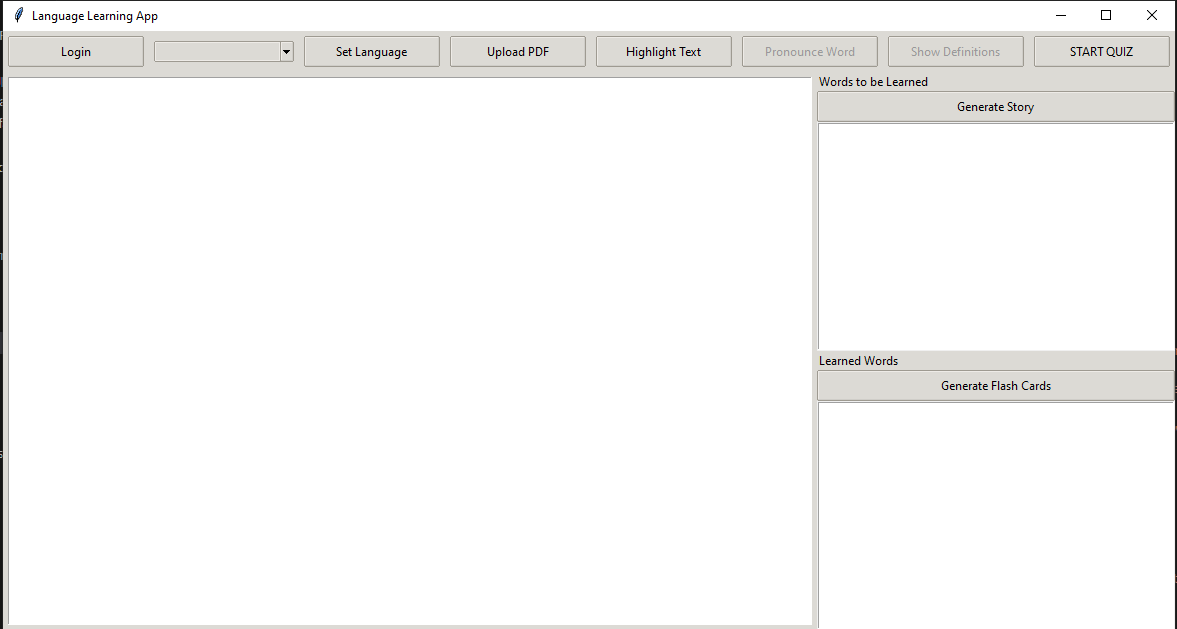 Language Learning App
Login
Set Language
Upload PDF
Highlight Text
Pronounce Word
Show Definitions
START QUIZ
Words to be Learned
Generate Story
Learned Words
Generate Flash Cards